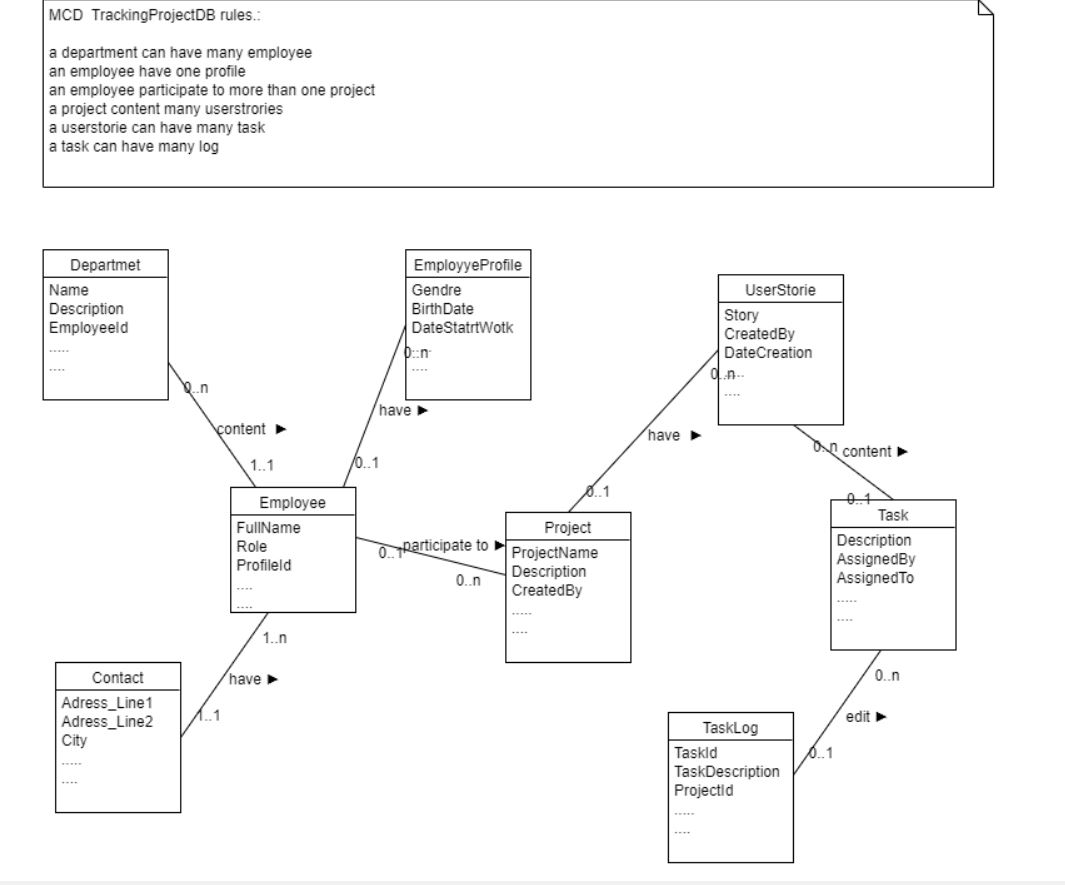 MCD TrackingProjectDB rules.:
a department can have many employee
an employee have one profile
an employee participate to more than one project
a project content many userstrories
a userstorie can have many task
a task can have many log
Departmet
Name
Description
EmployeeId
.....
....
EmployyeProfile
Gendre
BirthDate
DateStatrtWotk
0..n
....
UserStorie
Story
CreatedBy
DateCreation
0..n
....
0..n
content ►
1..1
have ►
0..1
have ►
0..1
0..n
content ►
0..1
Employee
FullName
Role
ProfileId
....
....
0..1
participate to ►
0..n
Project
ProjectName
Description
CreatedBy
.....
....
Task
Description
AssignedBy
AssignedTo
.....
....
1..n
have ►
1..1
Contact
Adress_Line1
Adress_Line2
City
.....
....
0..n
edit ►
0..1
TaskLog
TaskId
TaskDescription
ProjectId
.....
....